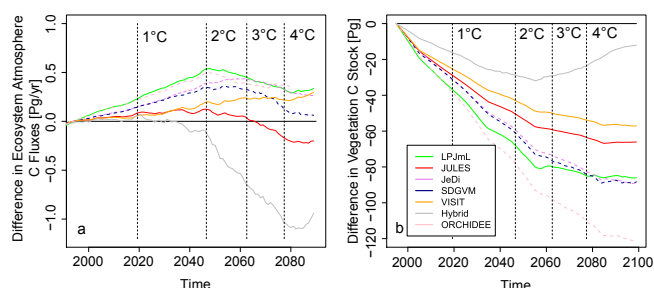 Difference in Ecosystem Atmosphere
C Fluxes [Pg/yr]
1.0
0.5
0.0
-0.5
-1.0
1°C
2°C
3°C
4°C
a
2000
2020
2040
2060
2080
Time
Difference in Vegetation C Stock [Pg]
0
-20
-40
-60
-80
-100
-120
1°C
2°C
3°C
4°C
LPJmL
JULES
JeDi
SDGVM
VISIT
Hybrid
ORCHIDEE
b
2000
2020
2040
2060
2080
2100
Time